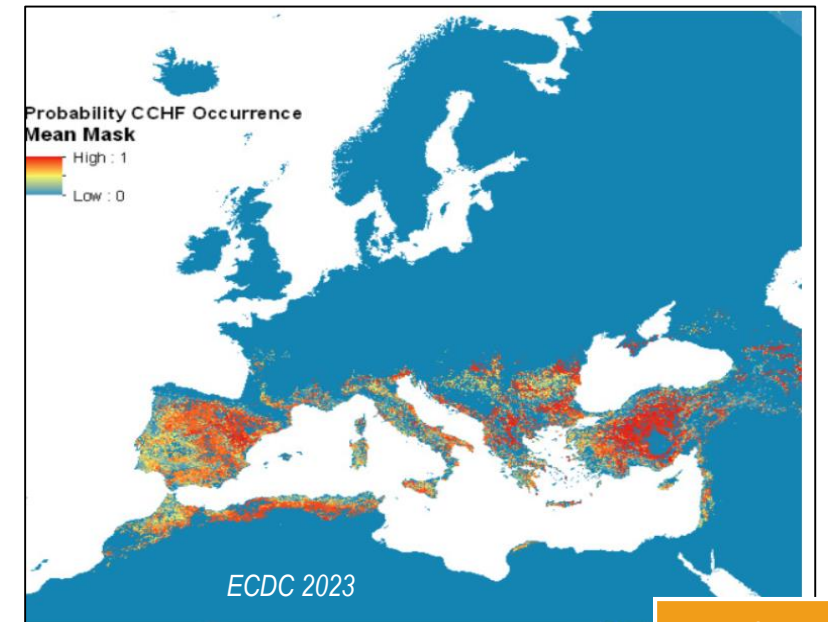 Probability CCHF Occurrence
Mean Mask
High : 1
Low : 0
ECDC 2023